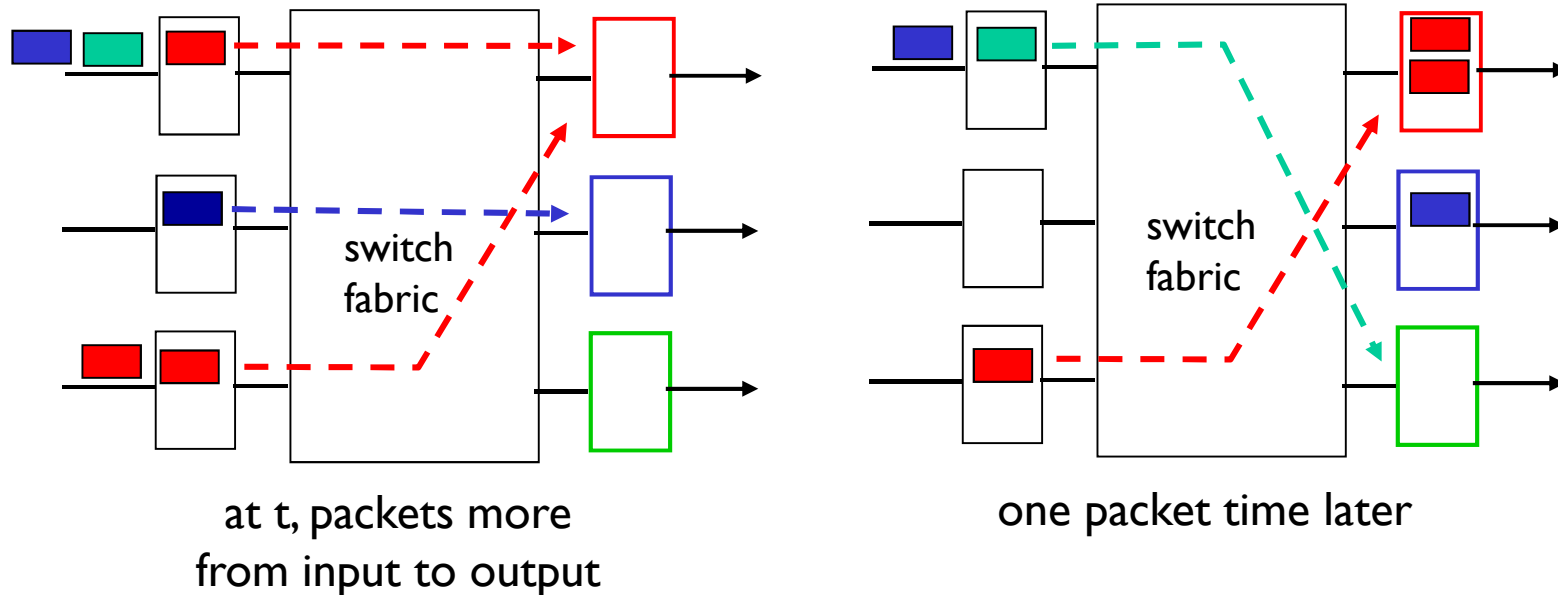 switch
fabric
at t, packets more
from input to output
switch
fabric
one packet time later